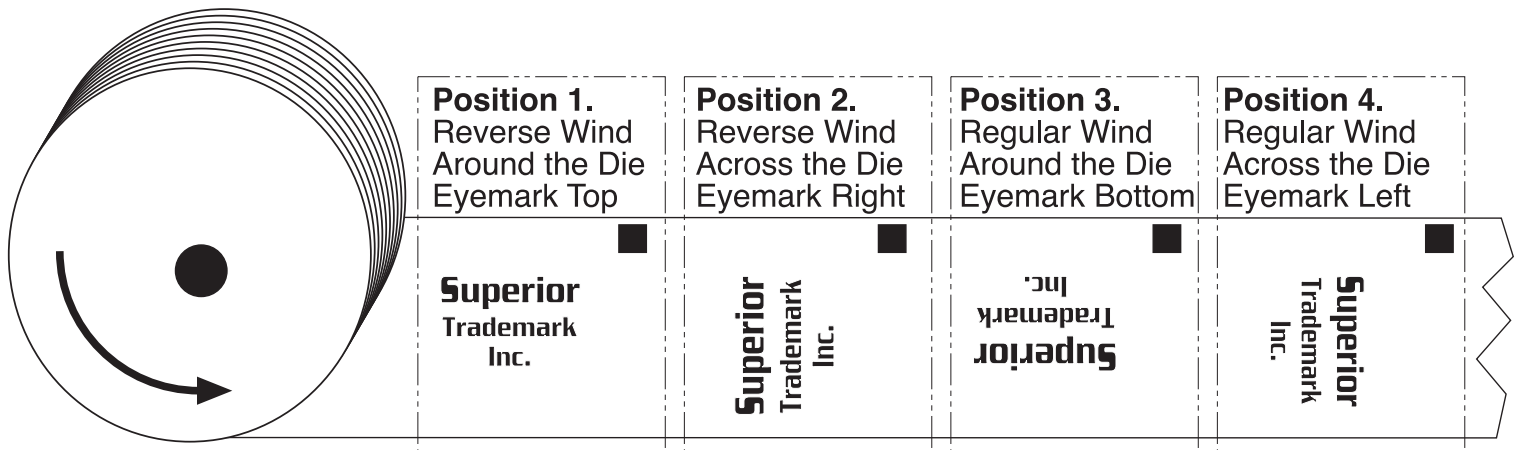 Position 1.
Reverse Wind
Around the Die
Eyemark Top
Superior
Trademark
Inc.
Position 2.
Reverse Wind
Across the Die
Eyemark Right
Superior
Trademark
Inc.
Position 3.
Regular Wind
Around the Die
Eyemark Bottom
Superior
Trademark
Inc.
Position 4.
Regular Wind
Across the Die
Eyemark Left
Superior
Trademark
Inc.